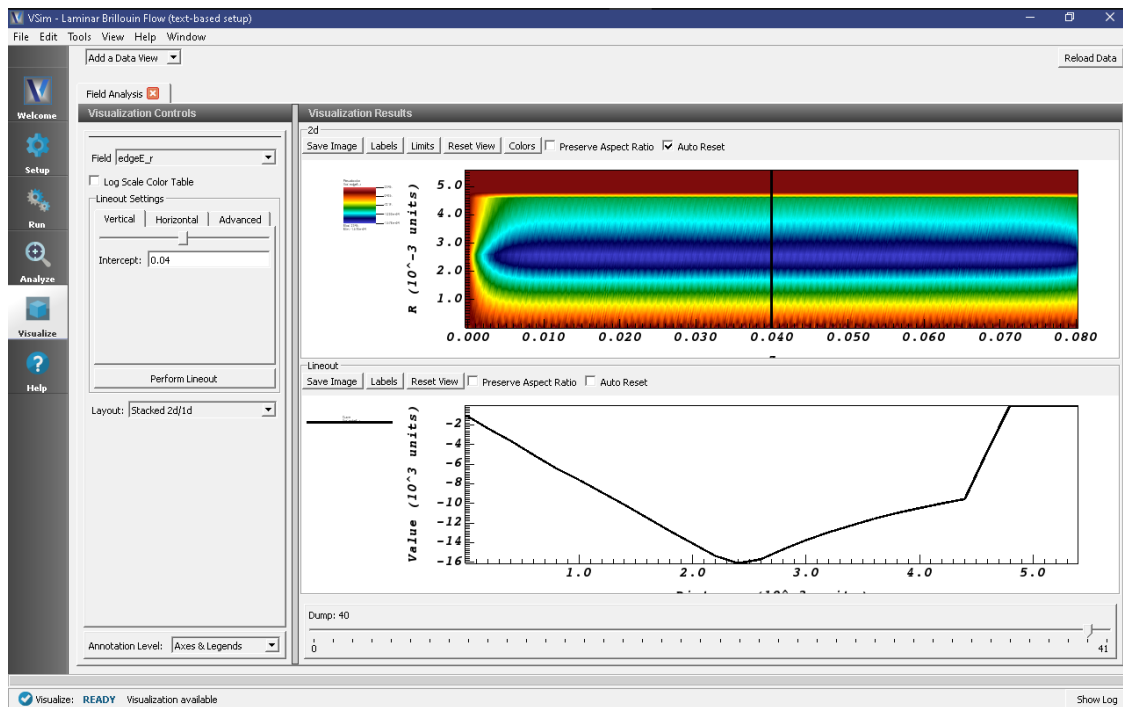 VSim - Laminar Brillouin Flow (text-based setup)
File Edit Tools View Help Window
Add a Data View
Reload Data
Field Analysis
Welcome
Setup
Run
Analyze
Visualize
Help
Visualization Controls
Field edgeE_r
Log Scale Color Table
Lineout Settings
Vertical Horizontal Advanced
Intercept: 0.04
Perform Lineout
Layout: Stacked 2d/1d
Annotation Level: Axes & Legends
Visualization Results
2d
Save Image Labels Limits Reset View Colors Preserve Aspect Ratio Auto Reset
R (10^-3 units)
5.0
4.0
3.0
2.0
1.0
0.000 0.010 0.020 0.030 0.040 0.050 0.060 0.070 0.080
Lineout
Save Image Labels Reset View Preserve Aspect Ratio Auto Reset
Value (10^3 units)
-2
-4
-6
-8
-10
-12
-14
-16
1.0 2.0 3.0 4.0 5.0
Dump: 40
0 41
Visualize: READY Visualization available
Show Log